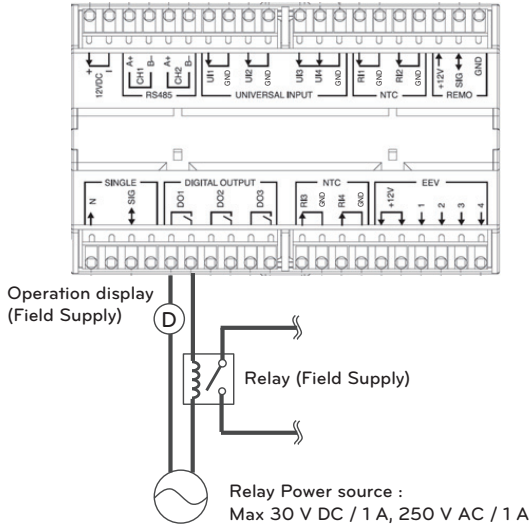 + − A+ B− A+ B− UI1 GND UI2 GND UI3 UI4 GND RI1 GND RI2 GND +12V SIG GND
12VDC CH1 CH2
RS485 UNIVERSAL INPUT NTC REMO
SINGLE DIGITAL OUTPUT NTC EEV
N SIG DO1 DO2 DO3 RI3 GND RI4 GND +12V 1 2 3 4
Operation display
(Field Supply)
D
Relay (Field Supply)
Relay Power source :
Max 30 V DC / 1 A, 250 V AC / 1 A